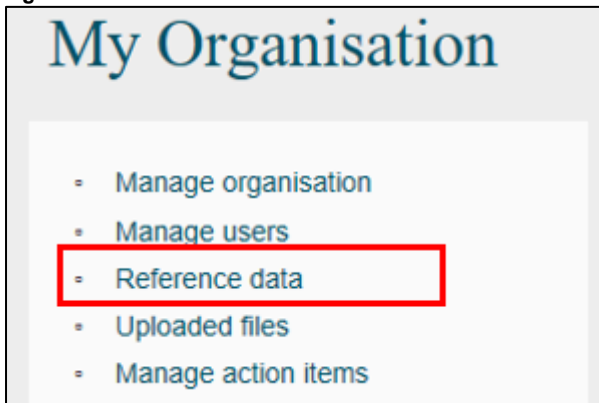 My Organisation
Manage organisation
Manage users
Reference data
Uploaded files
Manage action items